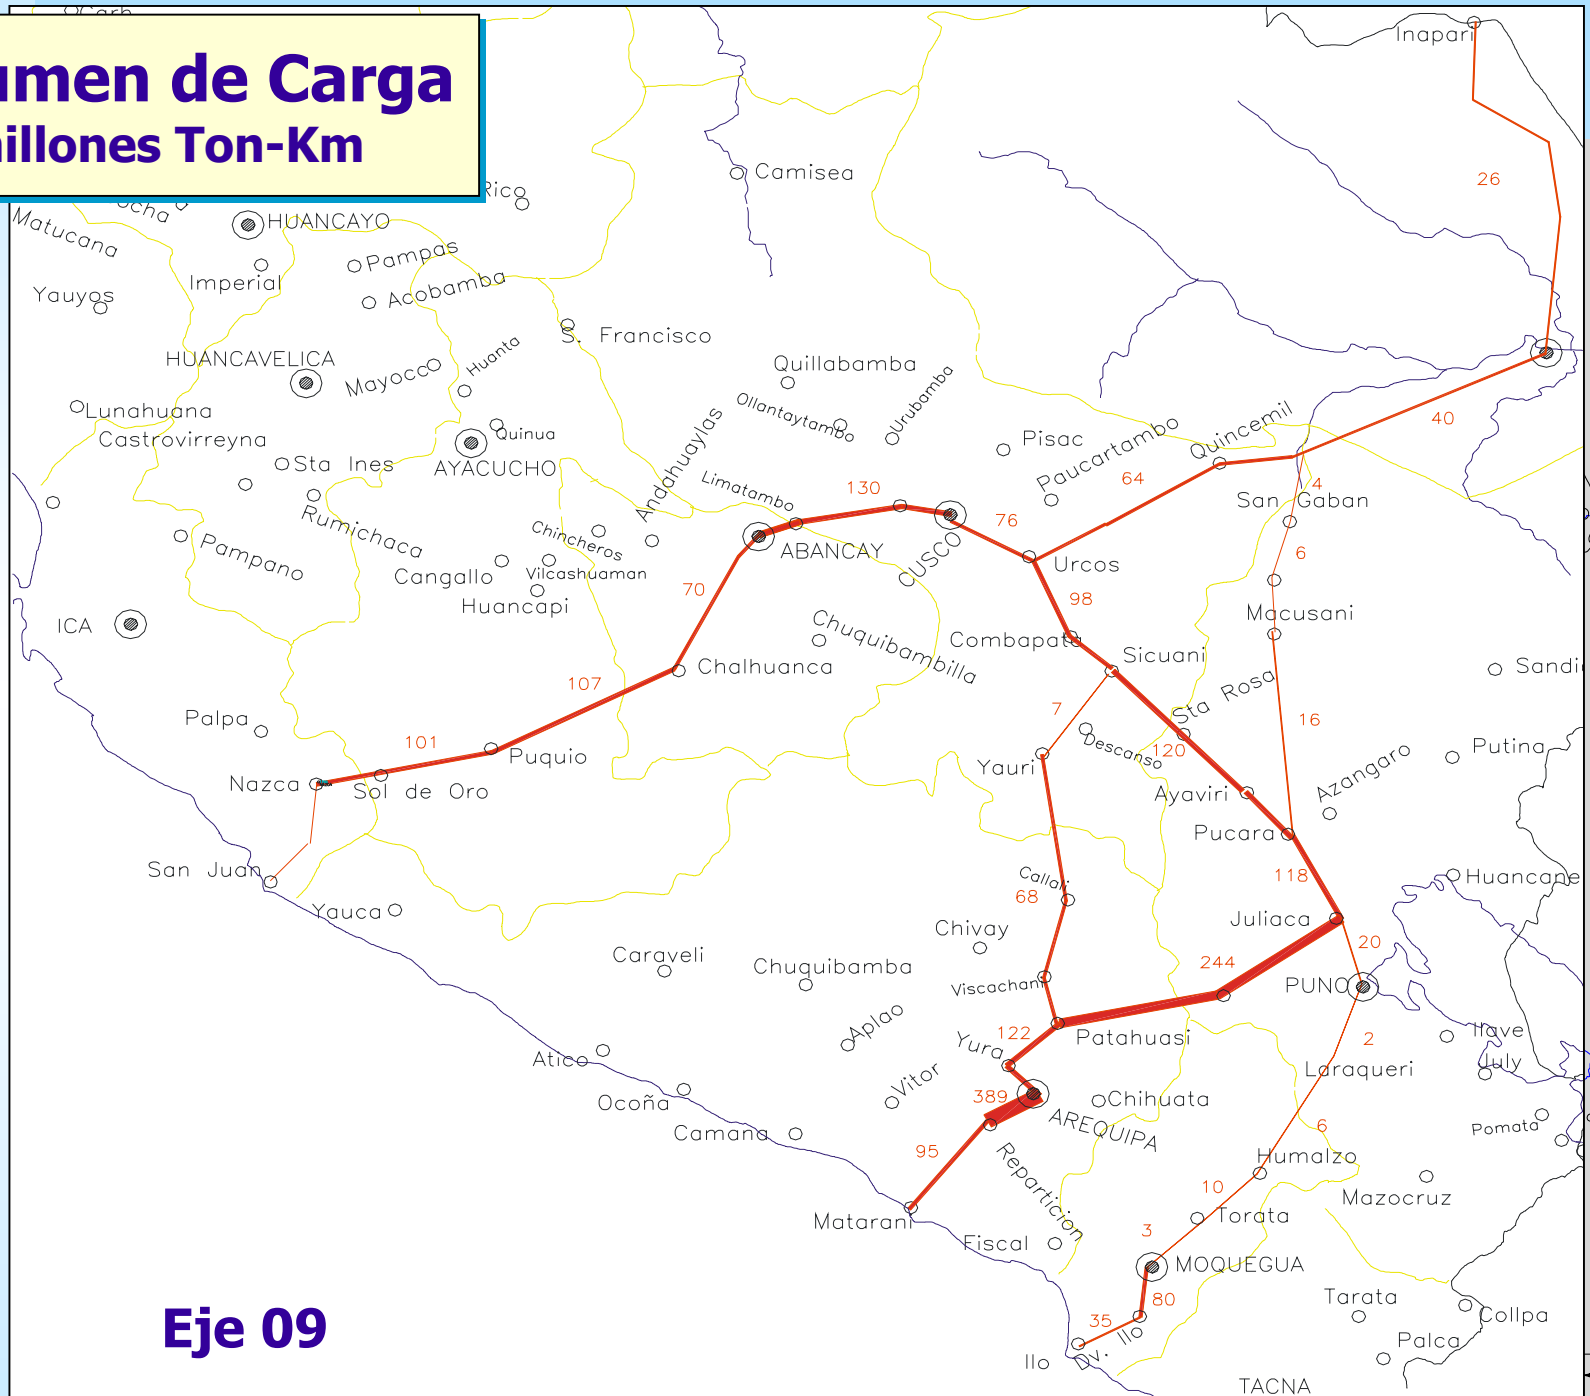 umen de Carga
illones Ton-Km
Inapari
Camisea
Rico
HUANCAYO
Matucana
Pampas
Imperial
Acobamba
Yauyos
26
S. Francisco
HUANCAVELICA
Huanta
Mayocc
Quillabamba
Lunahuana
Ollantaytambo
Urubamba
40
Castrovirreyna
Quinua
Pisac
Paucartambo
Quincemil
Sta Ines
AYACUCHO
Andahuaylas
Limatambo
130
64
4
San Gaban
Rumichaca
Chincheros
76
Pampano
ABANCAY
CUSCO
Urcos
6
Cangallo
Vilcashuaman
70
98
Huancapi
Macusani
ICA
Chuquibambilla
Combapata
Sicuani
Chalhuanca
Sandi
107
Sta Rosa
7
16
Palpa
101
Puquio
Descanso
120
Putina
Yauri
Azangaro
Nazca
Sol de Oro
Ayaviri
Pucara
San Juan
Callali
118
Huancane
68
Yauca
Juliaca
Chivay
20
Caraveli
Chuquibamba
244
Viscachani
PUNO
Aplao
122
Yura
Patahuasi
2
Ilave
Atico
Laraqueri
July
Vitor
389
Chihuata
Ocoña
AREQUIPA
Camana
6
Pomata
95
Reparticion
Humalzo
10
Mazocruz
Matarani
Torata
3
Fiscal
MOQUEGUA
80
Tarata
Collpa
Eje 09
35
Dv. Ilo
Palca
Ilo
TACNA